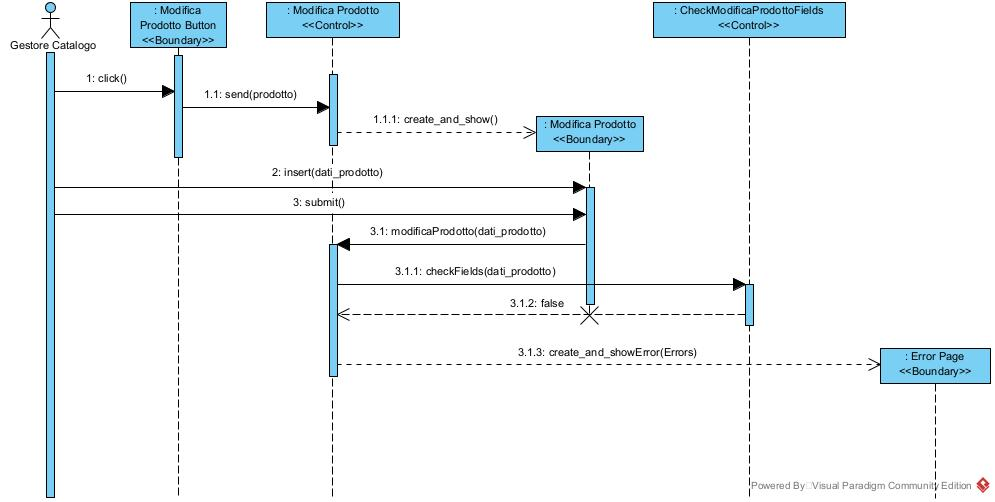 Gestore Catalogo
: Modifica
Prodotto Button
<<Boundary>>
: Modifica Prodotto
<<Control>>
: CheckModificaProdottoFields
<<Control>>
1: click()
1.1: send(prodotto)
1.1.1: create_and_show()
: Modifica Prodotto
<<Boundary>>
2: insert(dati_prodotto)
3: submit()
3.1: modificaProdotto(dati_prodotto)
3.1.1: checkFields(dati_prodotto)
3.1.2: false
3.1.3: create_and_showError(Errors)
: Error Page
<<Boundary>>
Powered By Visual Paradigm Community Edition